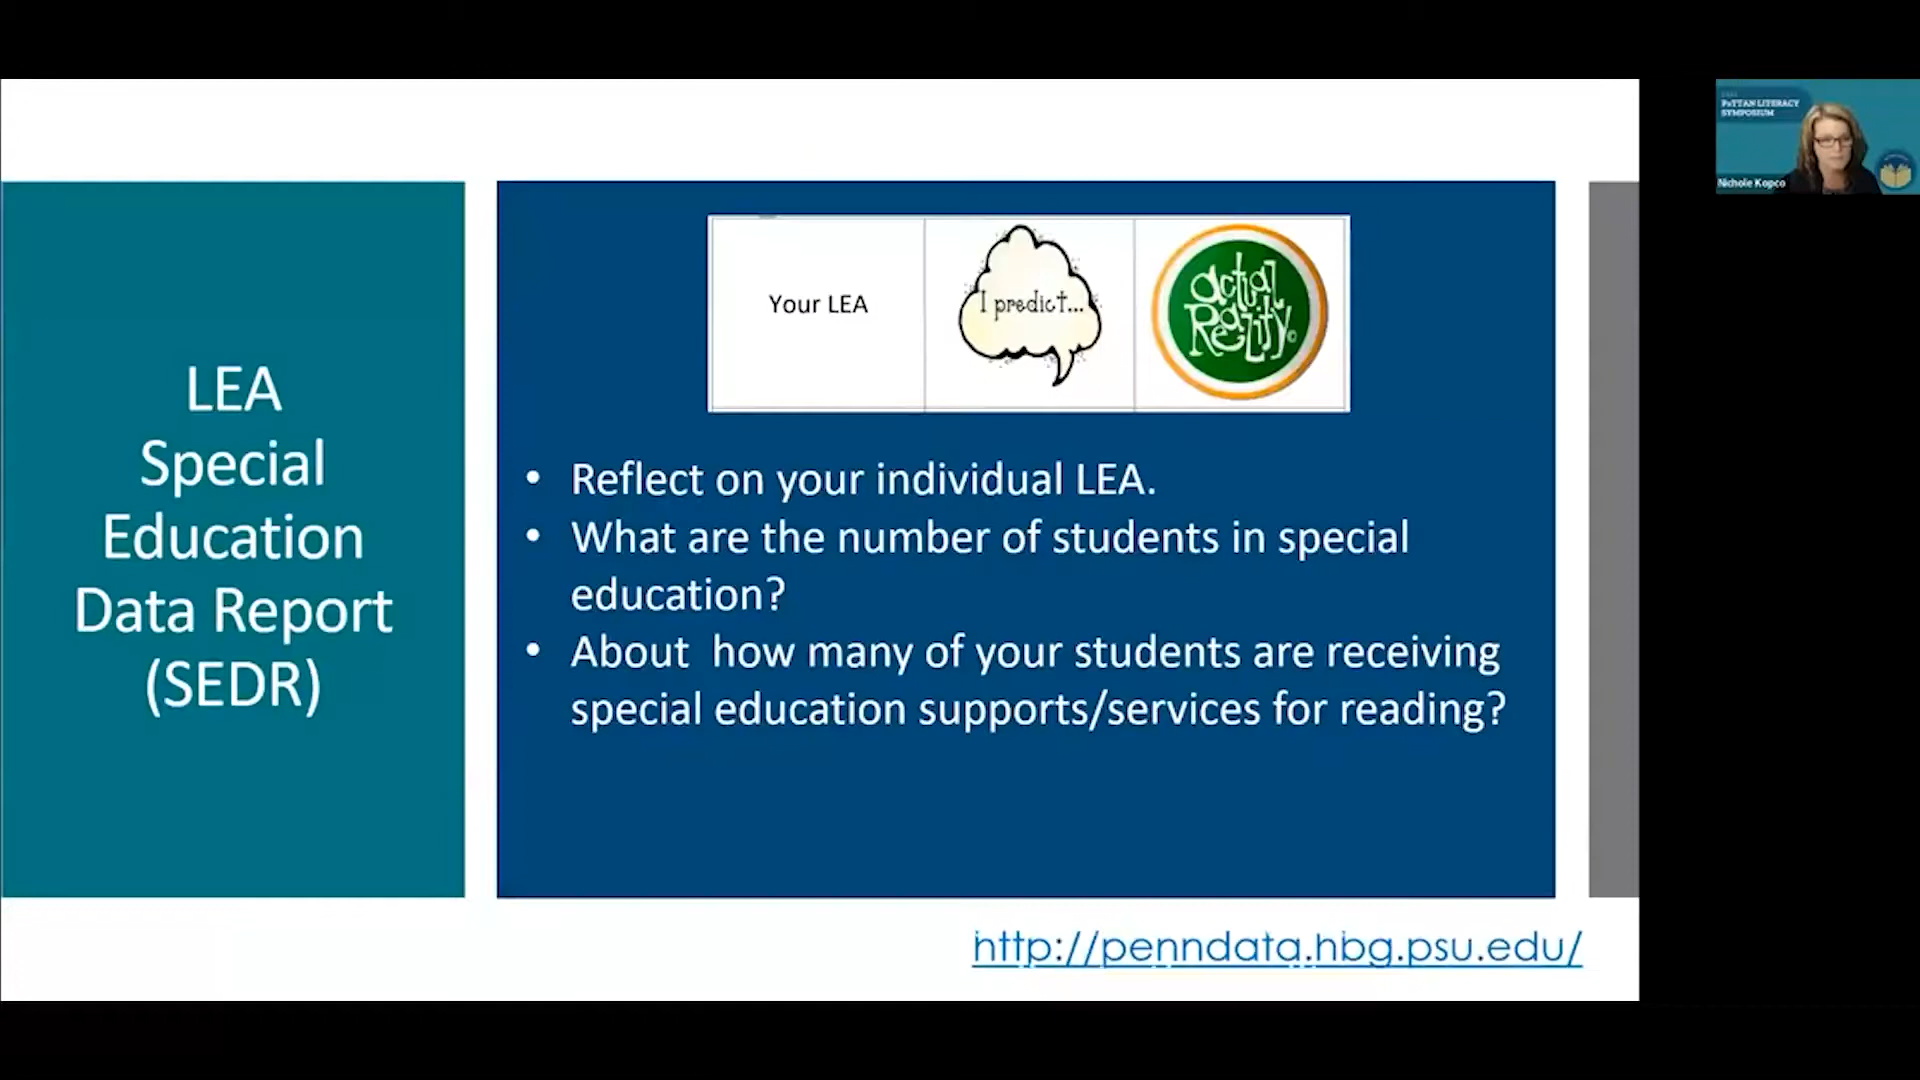 LEA
Special
Education
Data Report
(SEDR)
Your LEA
I predict...
actual
Reality
• Reflect on your individual LEA.
• What are the number of students in special
education?
• About how many of your students are receiving
special education supports/services for reading?
http://penndata.hbg.psu.edu/
PaTTAN LITERACY
SYMPOSIUM
Nichole Kopco